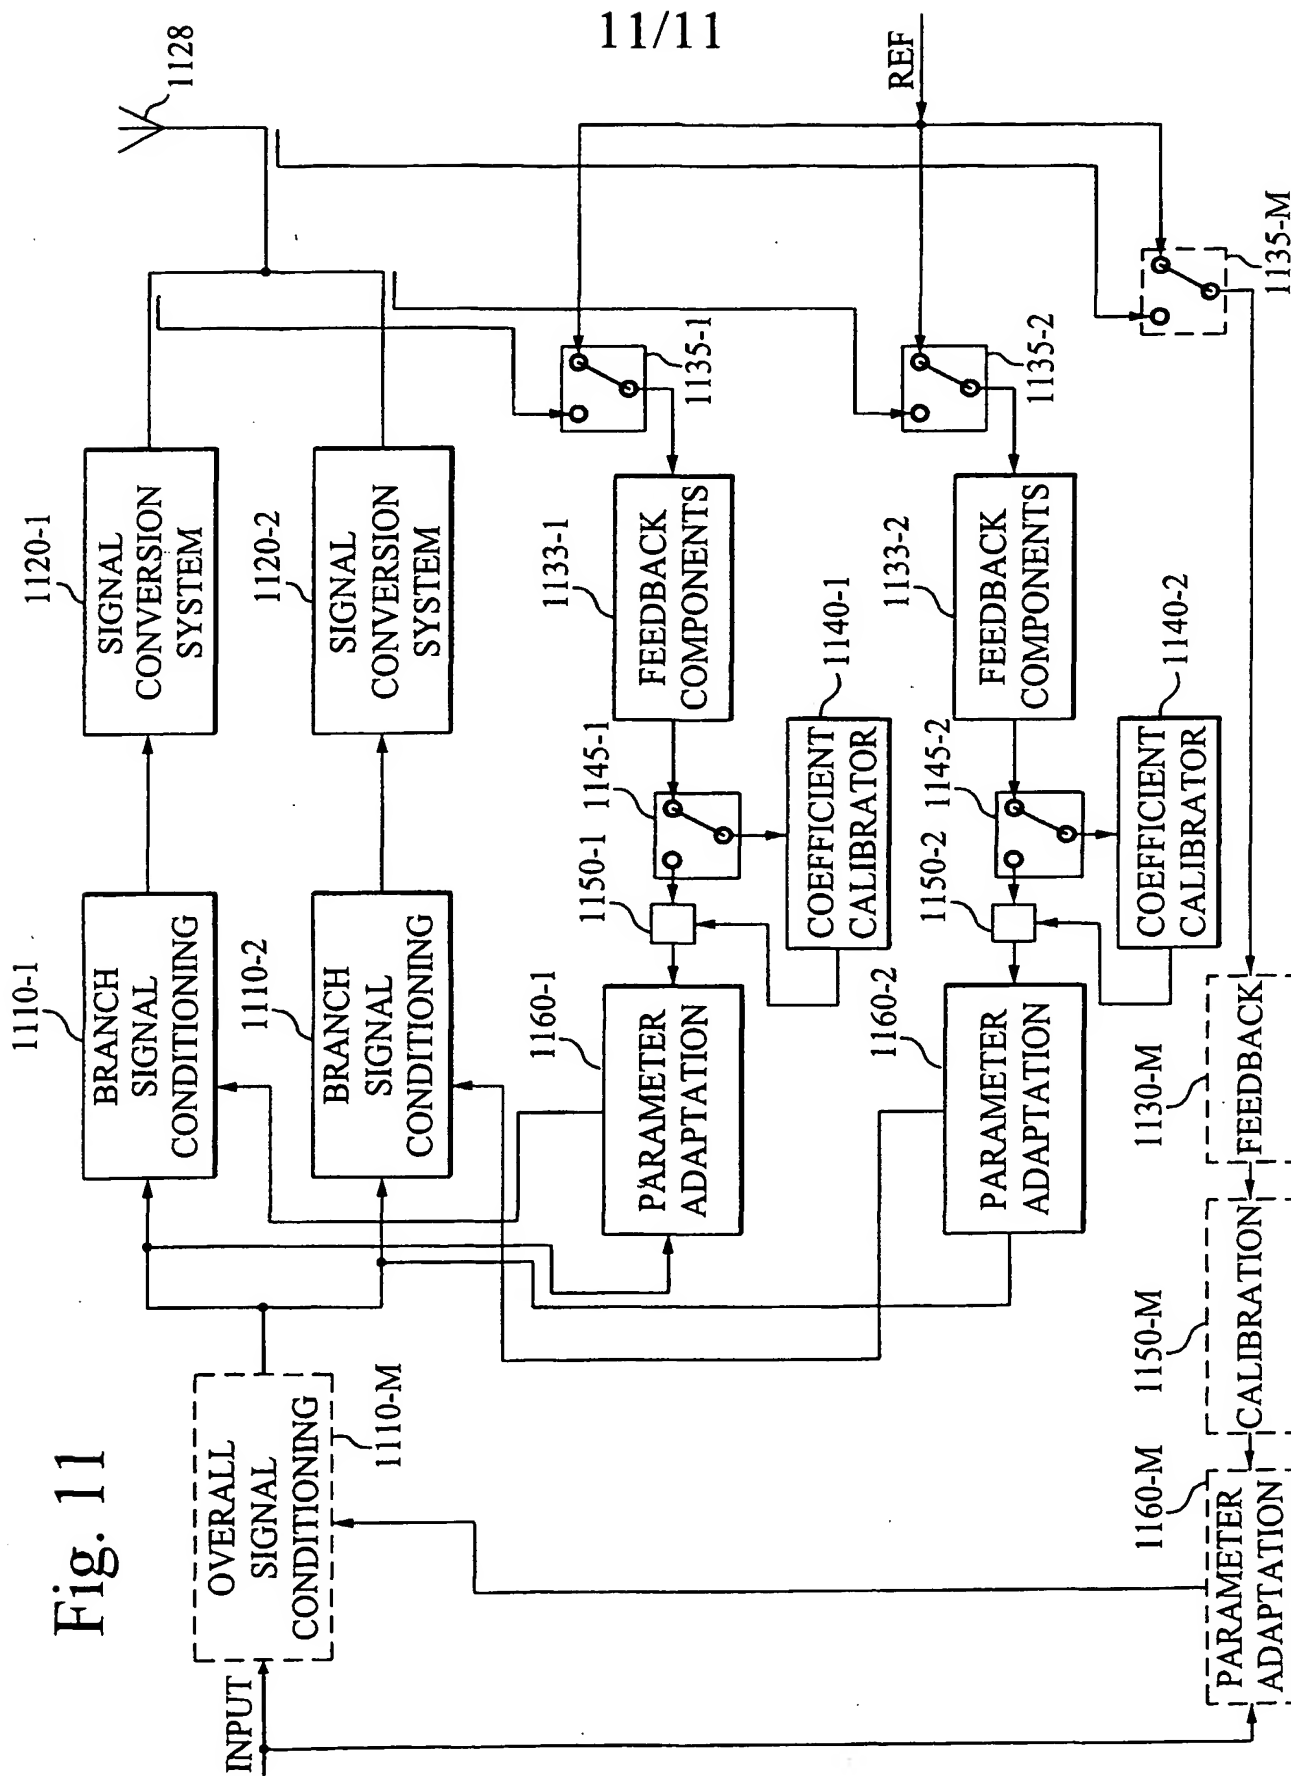 11/11
Fig. 11
INPUT
OVERALL
SIGNAL
CONDITIONING
1110-M
BRANCH
SIGNAL
CONDITIONING
1110-1
BRANCH
SIGNAL
CONDITIONING
1110-2
SIGNAL
CONVERSION
SYSTEM
1120-1
SIGNAL
CONVERSION
SYSTEM
1120-2
1128
REF
1135-1
1135-2
1135-M
FEEDBACK
COMPONENTS
1133-1
FEEDBACK
COMPONENTS
1133-2
1145-1
1145-2
COEFFICIENT
CALIBRATOR
1140-1
COEFFICIENT
CALIBRATOR
1140-2
1150-1
1150-2
PARAMETER
ADAPTATION
1160-1
PARAMETER
ADAPTATION
1160-2
FEEDBACK
1130-M
CALIBRATION
1150-M
PARAMETER
ADAPTATION
1160-M